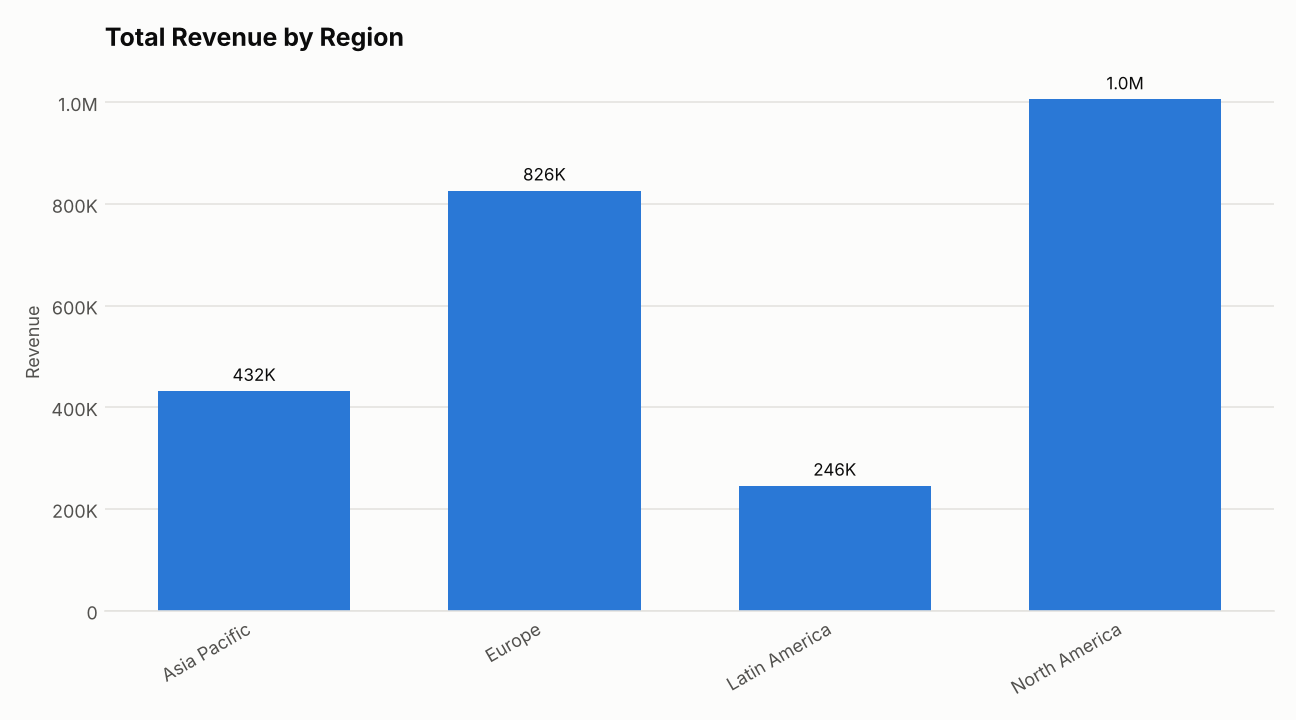 Total Revenue by Region
1.0M
1.0M
826K
800K
Revenue
600K
432K
400K
246K
200K
0
Asia Pacific
Europe
Latin America
North America